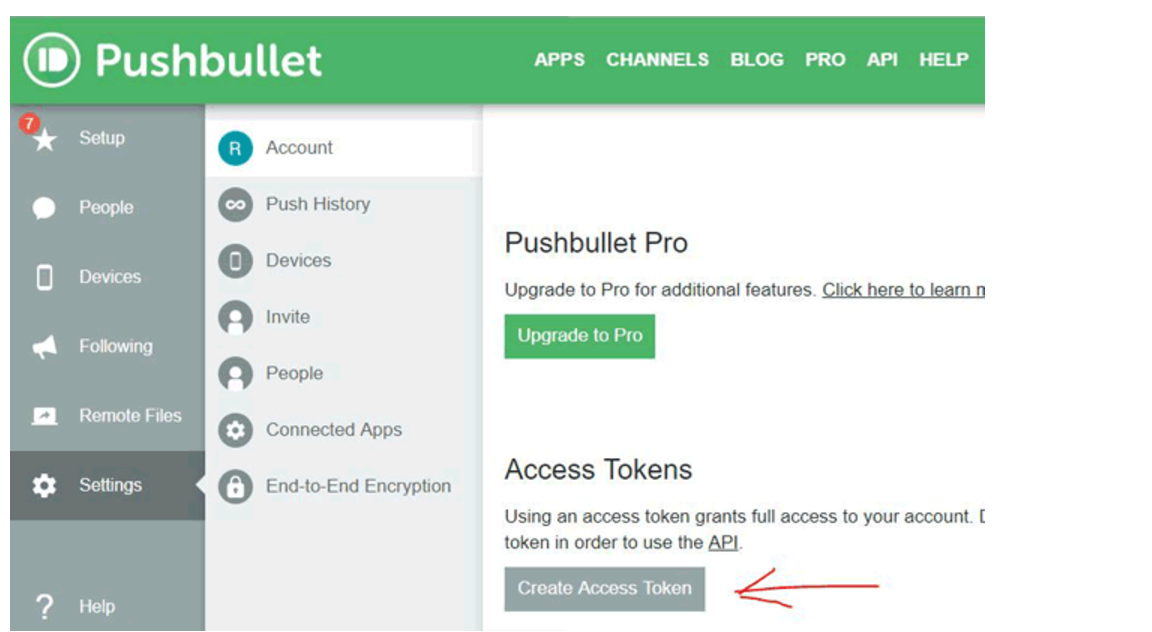 Pushbullet
APPS CHANNELS BLOG PRO API HELP
7
Setup
People
Devices
Following
Remote Files
Settings
? Help
R Account
Push History
Devices
Invite
People
Connected Apps
End-to-End Encryption
Pushbullet Pro
Upgrade to Pro for additional features. Click here to learn
Upgrade to Pro
Access Tokens
Using an access token grants full access to your account.
token in order to use the API.
Create Access Token